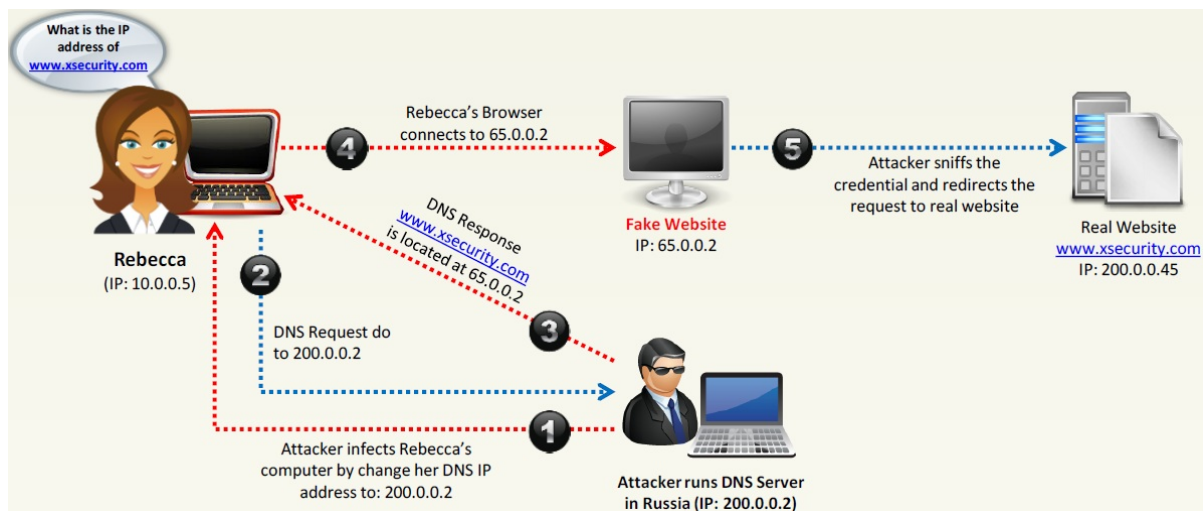 What is the IP
address of
www.xsecurity.com
Rebecca
(IP: 10.0.0.5)
4
Rebecca's Browser
connects to 65.0.0.2
Fake Website
IP: 65.0.0.2
5
Attacker sniffs the
credential and redirects the
request to real website
Real Website
www.xsecurity.com
IP: 200.0.0.45
2
DNS Request do
to 200.0.0.2
DNS Response
www.xsecurity.com
is located at 65.0.0.2
3
1
Attacker infects Rebecca's
computer by change her DNS IP
address to: 200.0.0.2
Attacker runs DNS Server
in Russia (IP: 200.0.0.2)